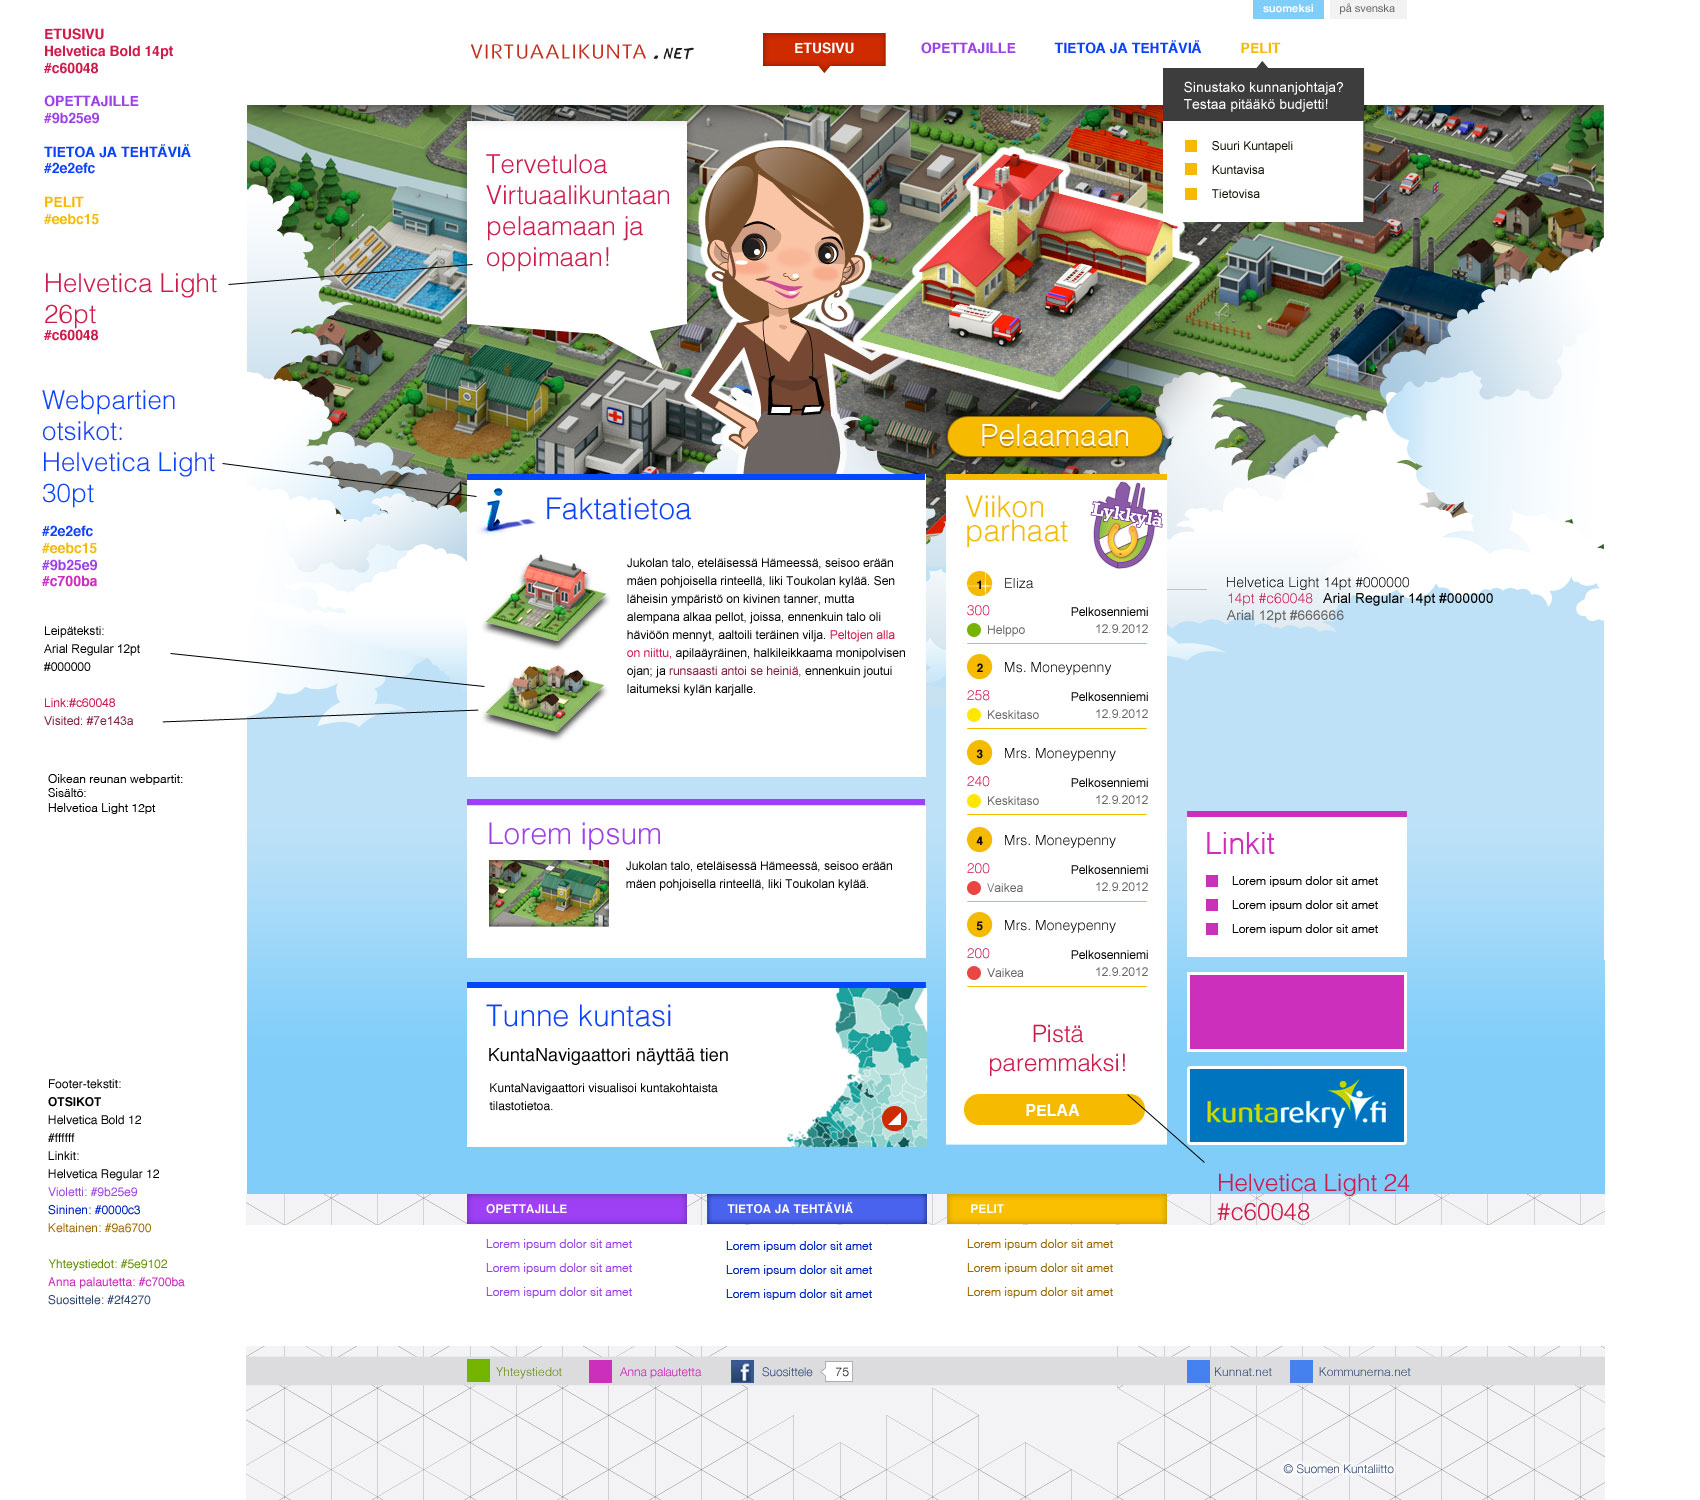 suomeksi
på svenska
ETUSIVU
Helvetica Bold 14pt
#c60048
OPETTAJILLE
#9b25e9
TIETOA JA TEHTÄVIÄ
#2e2efc
PELIT
#eebc15
Helvetica Light
26pt
#c60048
Webpartien
otsikot:
Helvetica Light
30pt
#2e2efc
#eebc15
#9b25e9
#c700ba
Leipäteksti:
Arial Regular 12pt
#000000
Link:#c60048
Visited: #7e143a
Oikean reunan webpartit:
Sisältö:
Helvetica Light 12pt
Footer-tekstit:
OTSIKOT
Helvetica Bold 12
#ffffff
Linkit:
Helvetica Regular 12
Violetti: #9b25e9
Sininen: #0000c3
Keltainen: #9a6700
Yhteystiedot: #5e9102
Anna palautetta: #c700ba
Suosittele: #2f4270
VIRTUAALIKUNTA .NET
ETUSIVU
OPETTAJILLE
TIETOA JA TEHTÄVIÄ
PELIT
Sinustako kunnanjohtaja?
Testaa pitääkö budjetti!
Suuri Kuntapeli
Kuntavisa
Tietovisa
Tervetuloa
Virtuaalikuntaan
pelaamaan ja
oppimaan!
Pelaamaan
i Faktatietoa
Jukolan talo, eteläisessä Hämeessä, seisoo erään
mäen pohjoisella rinteellä, liki Toukolan kylää. Sen
läheisin ympäristö on kivinen tanner, mutta
alempana alkaa pellot, joissa, ennenkuin talo oli
häviöön mennyt, aaltoili teräinen vilja. Peltojen alla
on niittu, apilaäyräinen, halkileikkaama monipolvisen
ojan; ja runsaasti antoi se heiniä, ennenkuin joutui
laitumeksi kylän karjalle.
Lorem ipsum
Jukolan talo, eteläisessä Hämeessä, seisoo erään
mäen pohjoisella rinteellä, liki Toukolan kylää.
Tunne kuntasi
KuntaNavigaattori näyttää tien
KuntaNavigaattori visualisoi kuntakohtaista
tilastotietoa.
Viikon
parhaat
Lykkylä
1 Eliza
300 Pelkosenniemi
Helppo 12.9.2012
2 Ms. Moneypenny
258 Pelkosenniemi
Keskitaso 12.9.2012
3 Mrs. Moneypenny
240 Pelkosenniemi
Keskitaso 12.9.2012
4 Mrs. Moneypenny
200 Pelkosenniemi
Vaikea 12.9.2012
5 Mrs. Moneypenny
200 Pelkosenniemi
Vaikea 12.9.2012
Pistä
paremmaksi!
PELAA
Helvetica Light 14pt #000000
14pt #c60048 Arial Regular 14pt #000000
Arial 12pt #666666
Linkit
Lorem ipsum dolor sit amet
Lorem ipsum dolor sit amet
Lorem ispum dolor sit amet
kuntarekry.fi
Helvetica Light 24
#c60048
OPETTAJILLE
Lorem ipsum dolor sit amet
Lorem ipsum dolor sit amet
Lorem ispum dolor sit amet
TIETOA JA TEHTÄVIÄ
Lorem ipsum dolor sit amet
Lorem ipsum dolor sit amet
Lorem ispum dolor sit amet
PELIT
Lorem ipsum dolor sit amet
Lorem ipsum dolor sit amet
Lorem ispum dolor sit amet
Yhteystiedot
Anna palautetta
f Suosittele 75
Kunnat.net
Kommunerna.net
© Suomen Kuntaliitto